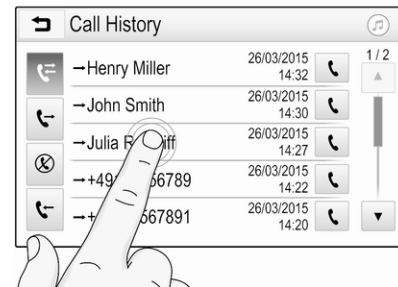 Call History
1 / 2
→Henry Miller 26/03/2015 14:32
→John Smith 26/03/2015 14:30
→Julia 26/03/2015 14:27
26/03/2015 14:22
26/03/2015 14:20